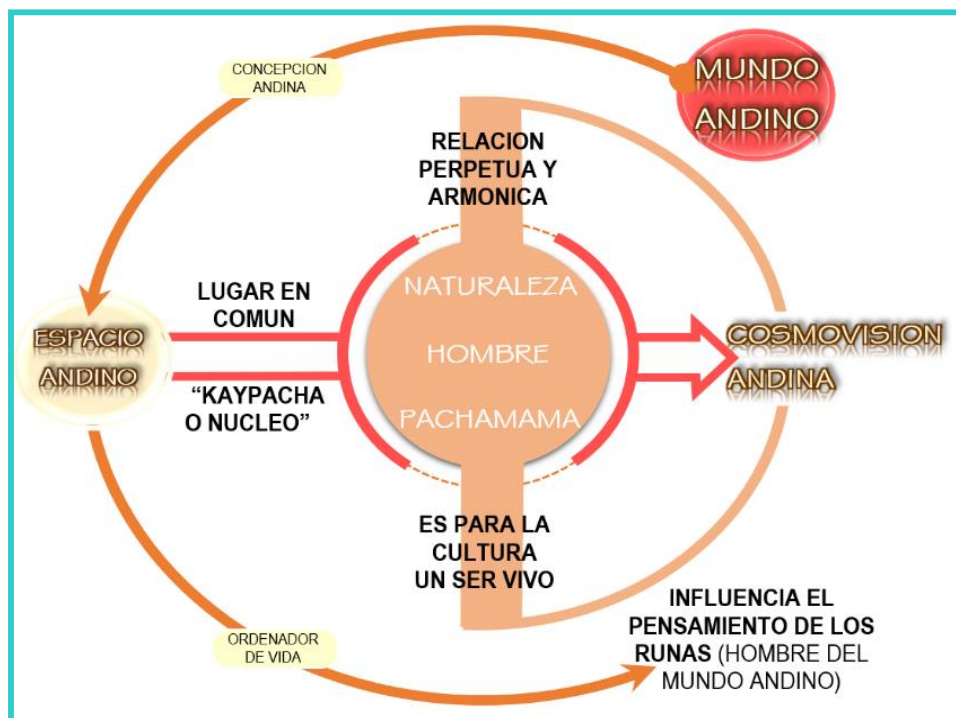 MUNDO
ANDINO
CONCEPCION
ANDINA
RELACION
PERPETUA Y
ARMONICA
LUGAR EN
COMUN
ESPACIO
ANDINO
“KAYPACHA
O NUCLEO”
NATURALEZA
HOMBRE
PACHAMAMA
COSMOVISION
ANDINA
ES PARA LA
CULTURA
UN SER VIVO
ORDENADOR
DE VIDA
INFLUENCIA EL
PENSAMIENTO DE LOS
RUNAS (HOMBRE DEL
MUNDO ANDINO)